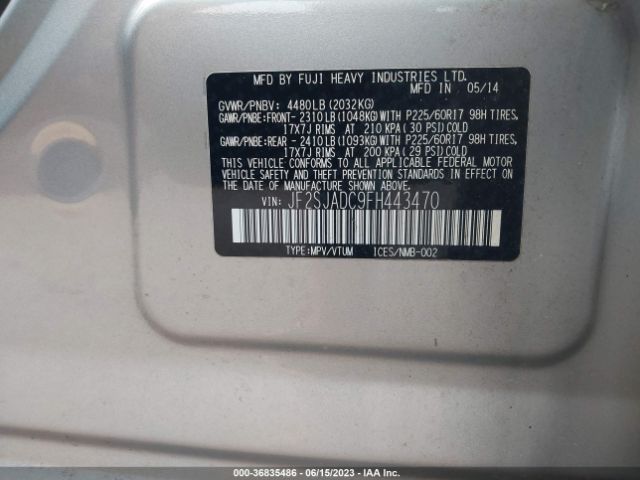 MFD BY FUJI HEAVY INDUSTRIES LTD.
MFD IN 05/14
GVWR/PNBV: 4480LB (2032KG)
GAWR/PNBE: FRONT- 2310LB (1048KG) WITH P225/60R17 98H TIRES,
17X7J RIMS AT 210 KPA (30 PSI) COLD
GAWR/PNBE: REAR - 2410LB (1093KG) WITH P225/60R17 98H TIRES,
17X7J RIMS AT 200 KPA (29 PSI) COLD
THIS VEHICLE CONFORMS TO ALL APPLICABLE FEDERAL MOTOR
VEHICLE SAFETY AND THEFT PREVENTION STANDARDS IN EFFECT ON
THE DATE OF MANUFACTURE SHOWN ABOVE.
VIN: JF2SJADC9FH443470
TYPE: MPV/VTUM ICES/NMB-002
000-36835486 - 06/15/2023 - IAA Inc.